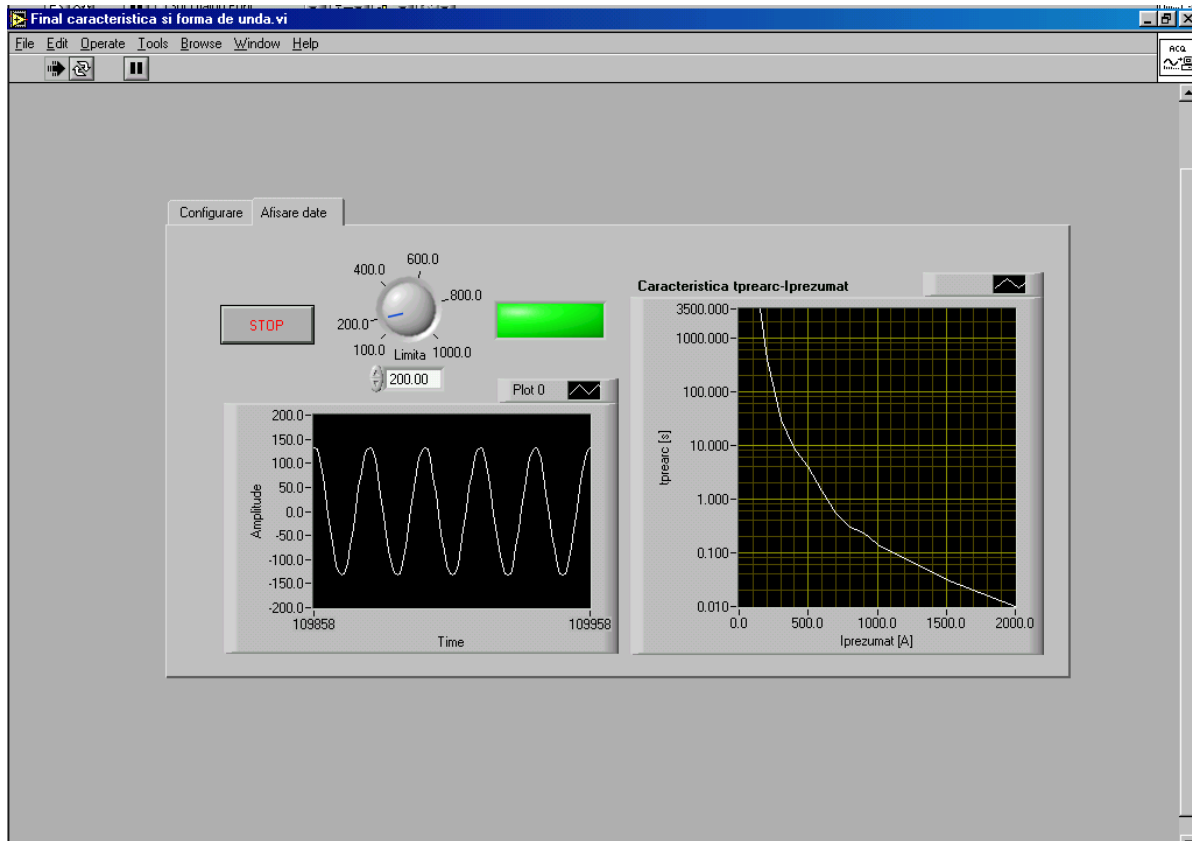 Final caracteristica si forma de unda.vi
File Edit Operate Tools Browse Window Help
ACQ
Configurare Afisare date
STOP
100.0
200.0
400.0
600.0
800.0
1000.0
Limita
200.00
Plot 0
200.0
150.0
100.0
50.0
0.0
-50.0
-100.0
-150.0
-200.0
Amplitude
109858 109958
Time
Caracteristica tprearc-Iprezumat
3500.000
1000.000
100.000
10.000
1.000
0.100
0.010
tprearc [s]
0.0 500.0 1000.0 1500.0 2000.0
Iprezumat [A]